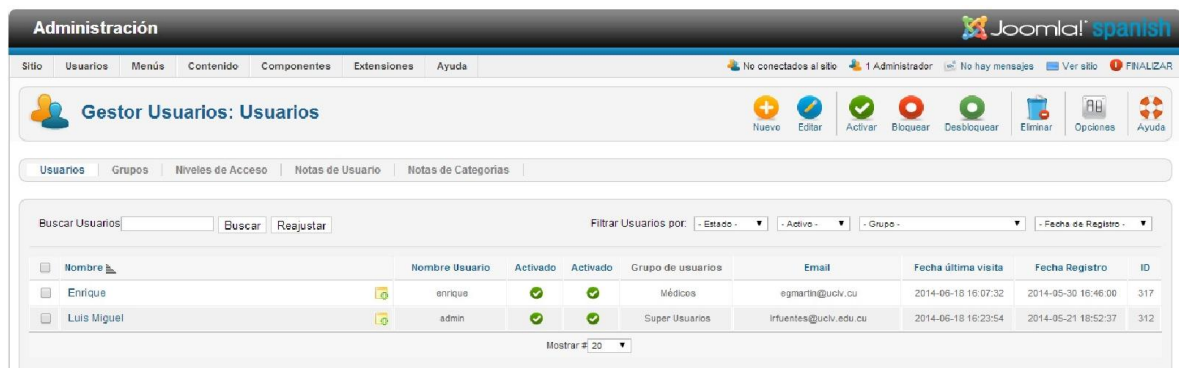 Administración Joomla! spanish
Sitio Usuarios Menús Contenido Componentes Extensiones Ayuda No conectados al sitio 1 Administrador No hay mensajes Ver sitio FINALIZAR
Gestor Usuarios: Usuarios
Nuevo Editar Activar Bloquear Desbloquear Eliminar Opciones Ayuda
Usuarios Grupos Niveles de Acceso Notas de Usuario Notas de Categorías
Buscar Usuarios Buscar Reajustar Filtrar Usuarios por: - Estado - - Activo - - Grupo - - Fecha de Registro -
Nombre Nombre Usuario Activado Activado Grupo de usuarios Email Fecha última visita Fecha Registro ID
Enrique enrique Médicos egmartin@uclv.cu 2014-06-18 16:07:32 2014-05-30 16:46:00 317
Luis Miguel admin Super Usuarios lrfuentes@uclv.edu.cu 2014-06-18 16:23:54 2014-05-21 18:52:37 312
Mostrar # 20